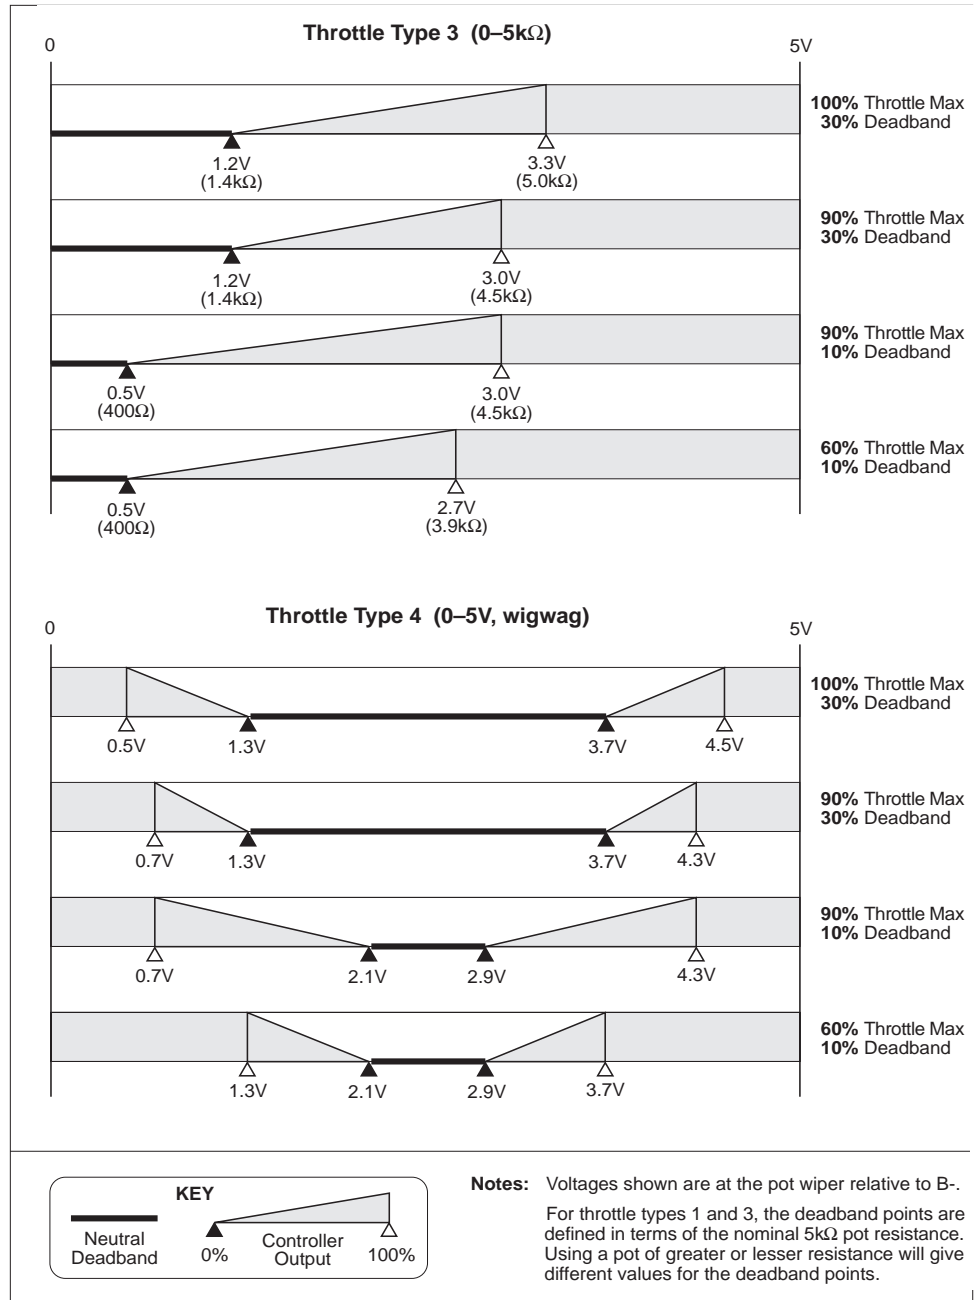 Throttle Type 3 (0–5kΩ)
0 5V
100% Throttle Max
30% Deadband
1.2V
(1.4kΩ)
3.3V
(5.0kΩ)
90% Throttle Max
30% Deadband
1.2V
(1.4kΩ)
3.0V
(4.5kΩ)
90% Throttle Max
10% Deadband
0.5V
(400Ω)
3.0V
(4.5kΩ)
60% Throttle Max
10% Deadband
0.5V
(400Ω)
2.7V
(3.9kΩ)
Throttle Type 4 (0–5V, wigwag)
0 5V
100% Throttle Max
30% Deadband
0.5V 1.3V 3.7V 4.5V
90% Throttle Max
30% Deadband
0.7V 1.3V 3.7V 4.3V
90% Throttle Max
10% Deadband
0.7V 2.1V 2.9V 4.3V
60% Throttle Max
10% Deadband
1.3V 2.1V 2.9V 3.7V
KEY
Neutral
Deadband
0%
Controller
Output
100%
Notes: Voltages shown are at the pot wiper relative to B-.
For throttle types 1 and 3, the deadband points are
defined in terms of the nominal 5kΩ pot resistance.
Using a pot of greater or lesser resistance will give
different values for the deadband points.